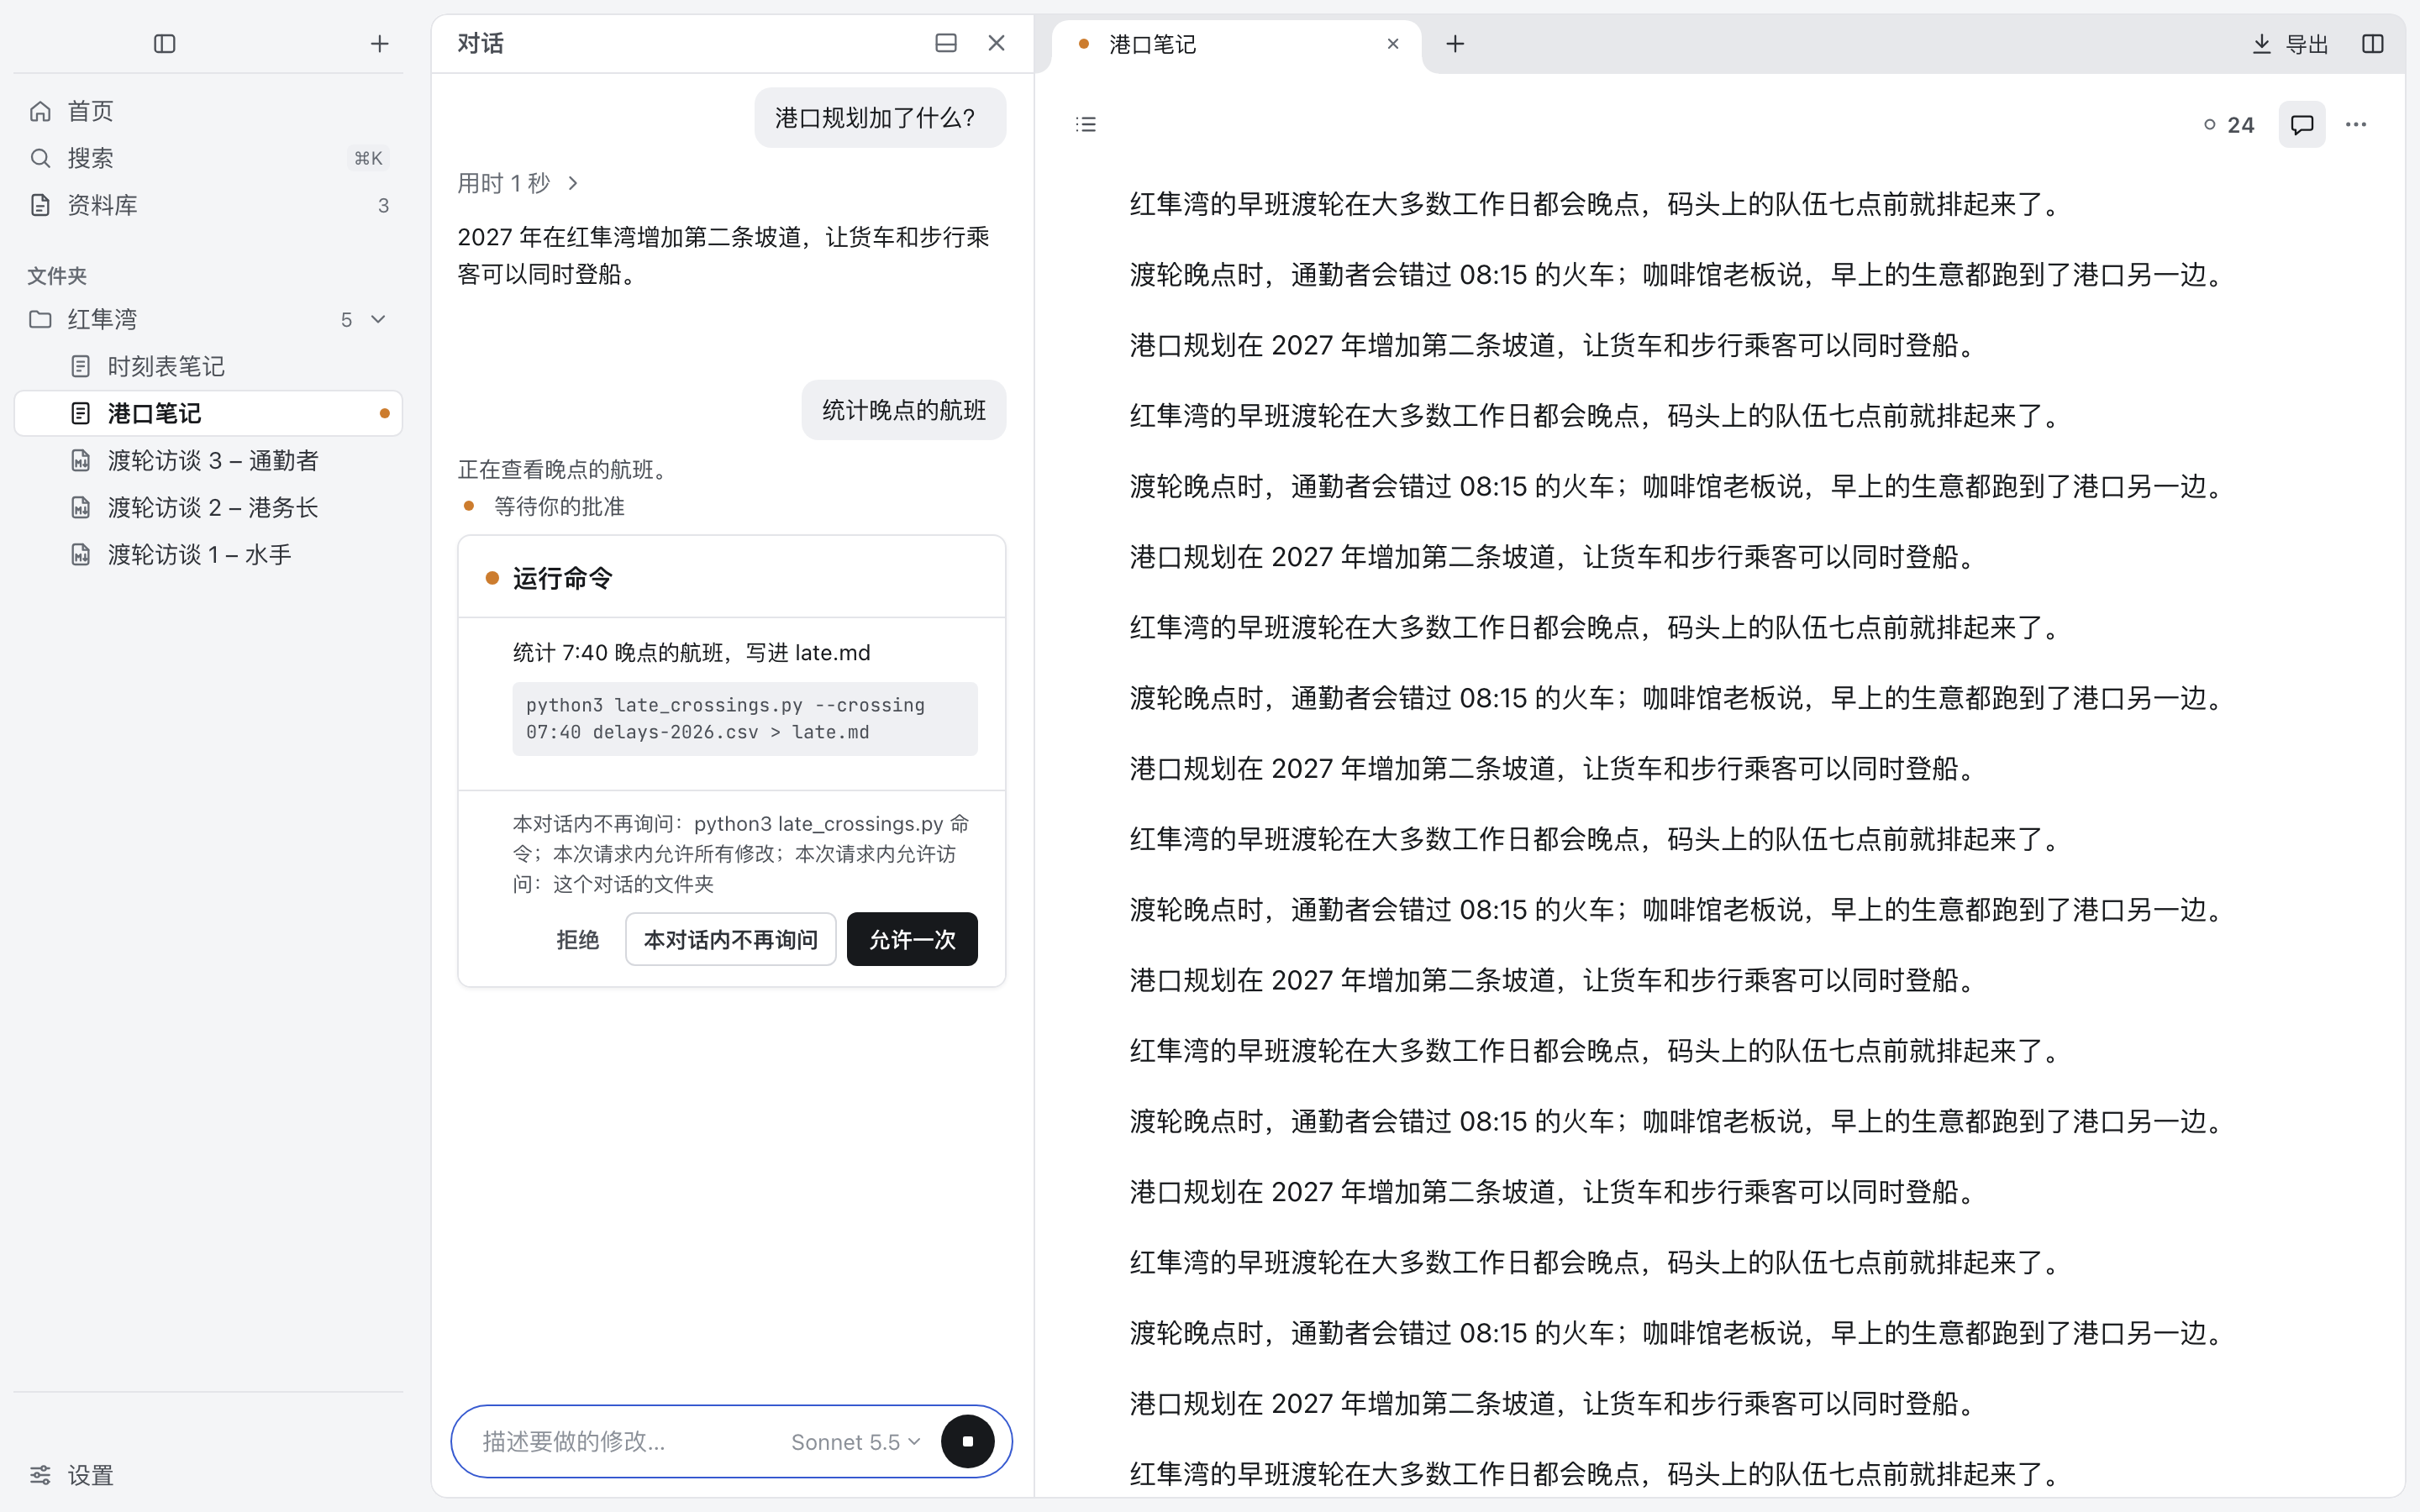 首页
搜索 ⌘K
资料库 3
文件夹
红隼湾 5
时刻表笔记
港口笔记
渡轮访谈 3 – 通勤者
渡轮访谈 2 – 港务长
渡轮访谈 1 – 水手
设置
对话
港口规划加了什么？
用时 1 秒
2027 年在红隼湾增加第二条坡道，让货车和步行乘
客可以同时登船。
统计晚点的航班
正在查看晚点的航班。
等待你的批准
运行命令
统计 7:40 晚点的航班，写进 late.md
python3 late_crossings.py --crossing
07:40 delays-2026.csv > late.md
本对话内不再询问：python3 late_crossings.py 命
令；本次请求内允许所有修改；本次请求内允许访
问：这个对话的文件夹
拒绝 本对话内不再询问 允许一次
描述要做的修改... Sonnet 5.5
港口笔记
导出
24
红隼湾的早班渡轮在大多数工作日都会晚点，码头上的队伍七点前就排起来了。
渡轮晚点时，通勤者会错过 08:15 的火车；咖啡馆老板说，早上的生意都跑到了港口另一边。
港口规划在 2027 年增加第二条坡道，让货车和步行乘客可以同时登船。
红隼湾的早班渡轮在大多数工作日都会晚点，码头上的队伍七点前就排起来了。
渡轮晚点时，通勤者会错过 08:15 的火车；咖啡馆老板说，早上的生意都跑到了港口另一边。
港口规划在 2027 年增加第二条坡道，让货车和步行乘客可以同时登船。
红隼湾的早班渡轮在大多数工作日都会晚点，码头上的队伍七点前就排起来了。
渡轮晚点时，通勤者会错过 08:15 的火车；咖啡馆老板说，早上的生意都跑到了港口另一边。
港口规划在 2027 年增加第二条坡道，让货车和步行乘客可以同时登船。
红隼湾的早班渡轮在大多数工作日都会晚点，码头上的队伍七点前就排起来了。
渡轮晚点时，通勤者会错过 08:15 的火车；咖啡馆老板说，早上的生意都跑到了港口另一边。
港口规划在 2027 年增加第二条坡道，让货车和步行乘客可以同时登船。
红隼湾的早班渡轮在大多数工作日都会晚点，码头上的队伍七点前就排起来了。
渡轮晚点时，通勤者会错过 08:15 的火车；咖啡馆老板说，早上的生意都跑到了港口另一边。
港口规划在 2027 年增加第二条坡道，让货车和步行乘客可以同时登船。
红隼湾的早班渡轮在大多数工作日都会晚点，码头上的队伍七点前就排起来了。
渡轮晚点时，通勤者会错过 08:15 的火车；咖啡馆老板说，早上的生意都跑到了港口另一边。
港口规划在 2027 年增加第二条坡道，让货车和步行乘客可以同时登船。
红隼湾的早班渡轮在大多数工作日都会晚点，码头上的队伍七点前就排起来了。